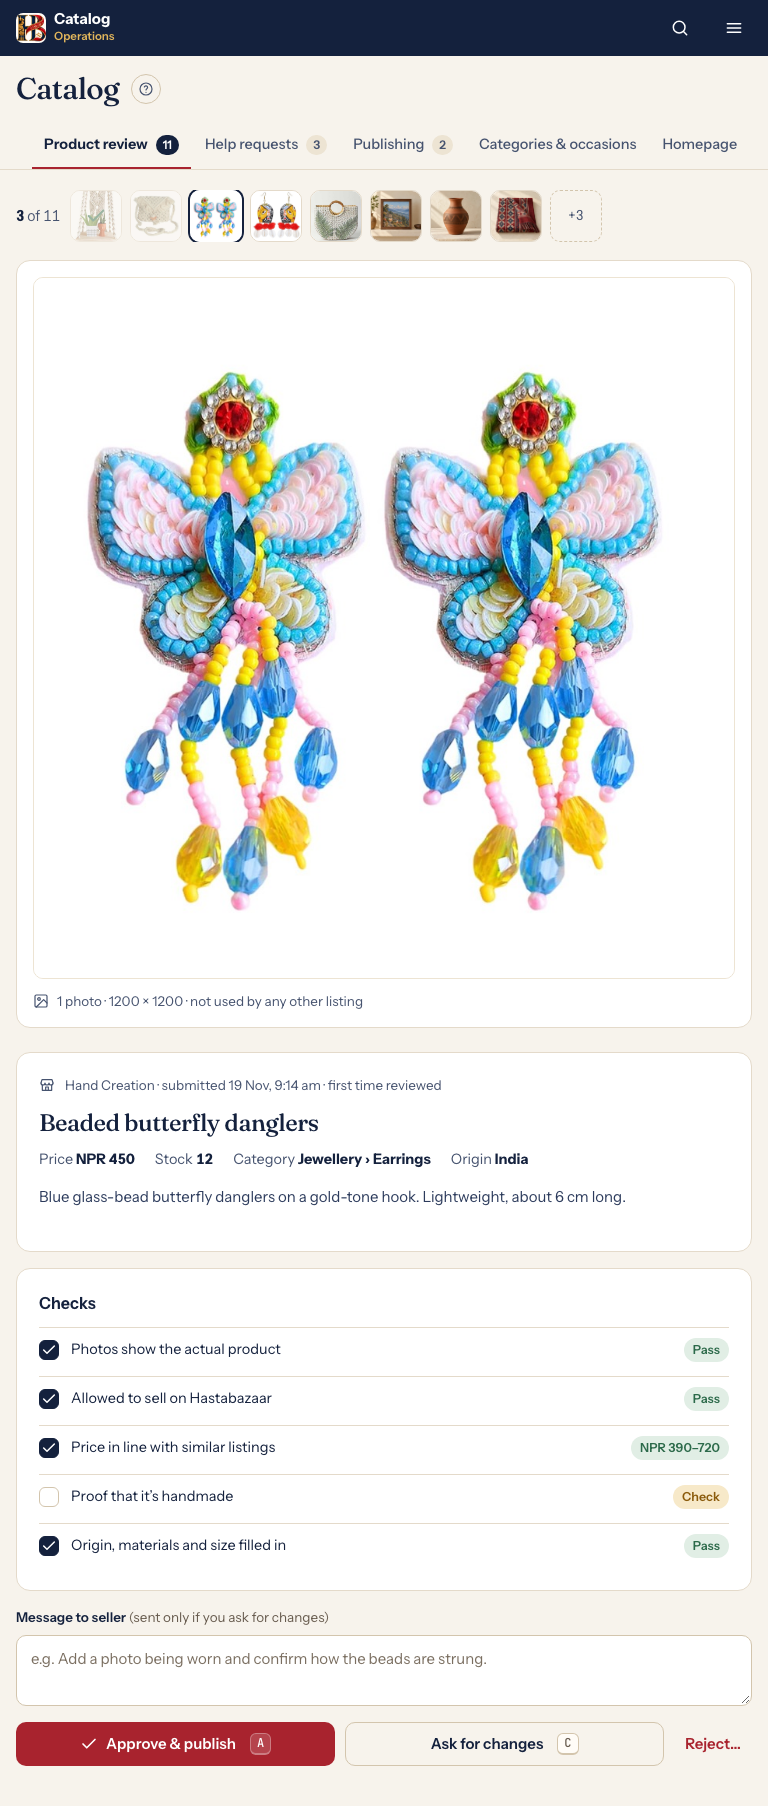 Catalog
Operations
Catalog
Product review 11 Help requests 3 Publishing 2 Categories & occasions Homepage
3 of 11
+3
1 photo · 1200 × 1200 · not used by any other listing
Hand Creation · submitted 19 Nov, 9:14 am · first time reviewed
Beaded butterfly danglers
Price NPR 450 Stock 12 Category Jewellery › Earrings Origin India
Blue glass-bead butterfly danglers on a gold-tone hook. Lightweight, about 6 cm long.
Checks
Photos show the actual product Pass
Allowed to sell on Hastabazaar Pass
Price in line with similar listings NPR 390–720
Proof that it’s handmade Check
Origin, materials and size filled in Pass
Message to seller (sent only if you ask for changes)
e.g. Add a photo being worn and confirm how the beads are strung.
Approve & publish A Ask for changes C Reject…